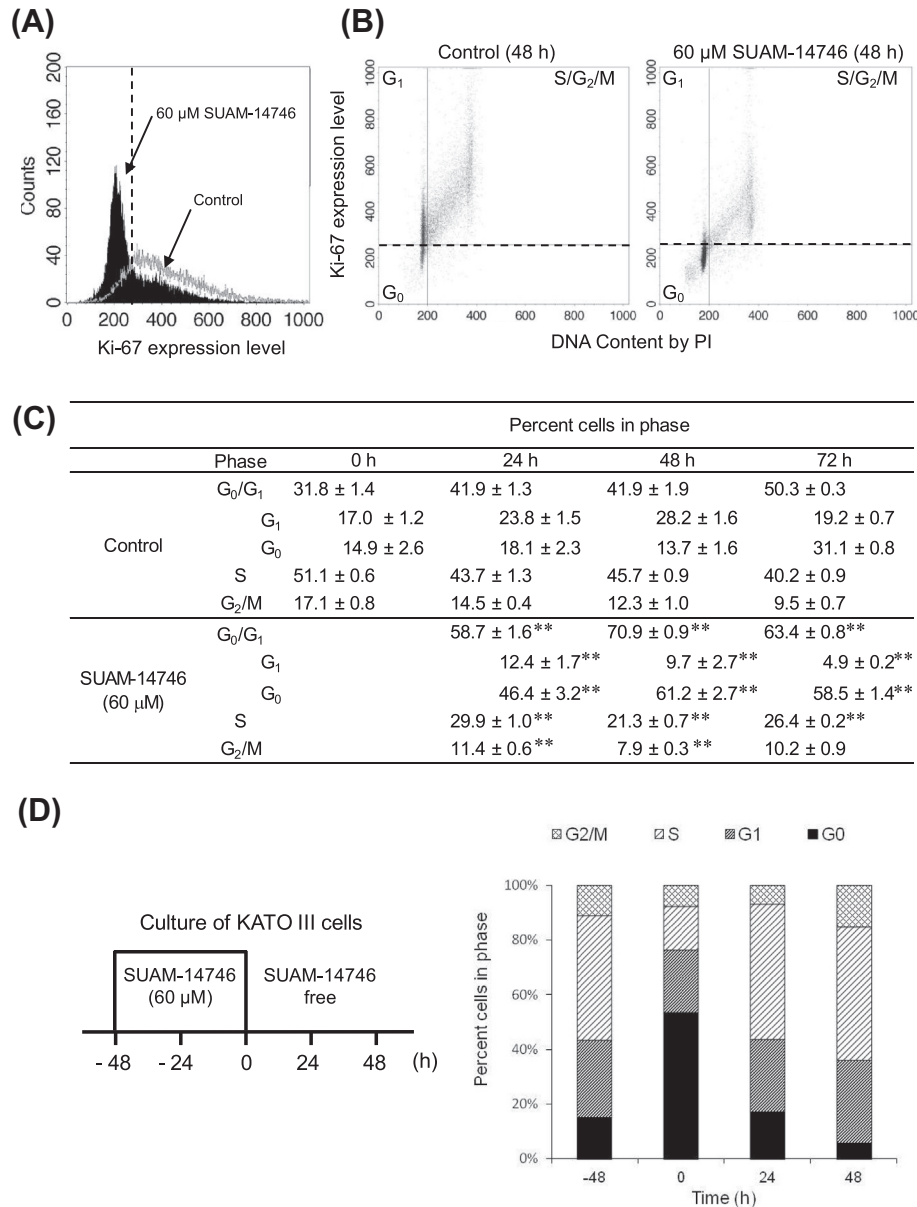 (A)
200
160
120
80
40
0
Counts
60 µM SUAM-14746
Control
0 200 400 600 800 1000
Ki-67 expression level
(B)
Control (48 h)
60 µM SUAM-14746 (48 h)
Ki-67 expression level
1000
800
600
400
200
0
G1
S/G2/M
G0
0 200 400 600 800 1000
1000
800
600
400
200
0
G1
S/G2/M
G0
0 200 400 600 800 1000
DNA Content by PI
(C)
Percent cells in phase
Phase 0 h 24 h 48 h 72 h
Control
G0/G1 31.8 ± 1.4 41.9 ± 1.3 41.9 ± 1.9 50.3 ± 0.3
G1 17.0 ± 1.2 23.8 ± 1.5 28.2 ± 1.6 19.2 ± 0.7
G0 14.9 ± 2.6 18.1 ± 2.3 13.7 ± 1.6 31.1 ± 0.8
S 51.1 ± 0.6 43.7 ± 1.3 45.7 ± 0.9 40.2 ± 0.9
G2/M 17.1 ± 0.8 14.5 ± 0.4 12.3 ± 1.0 9.5 ± 0.7
SUAM-14746
(60 µM)
G0/G1 58.7 ± 1.6** 70.9 ± 0.9** 63.4 ± 0.8**
G1 12.4 ± 1.7** 9.7 ± 2.7** 4.9 ± 0.2**
G0 46.4 ± 3.2** 61.2 ± 2.7** 58.5 ± 1.4**
S 29.9 ± 1.0** 21.3 ± 0.7** 26.4 ± 0.2**
G2/M 11.4 ± 0.6** 7.9 ± 0.3** 10.2 ± 0.9
(D)
Culture of KATO III cells
SUAM-14746
(60 µM)
SUAM-14746
free
- 48 - 24 0 24 48 (h)
G2/M S G1 G0
Percent cells in phase
100%
80%
60%
40%
20%
0%
-48 0 24 48
Time (h)